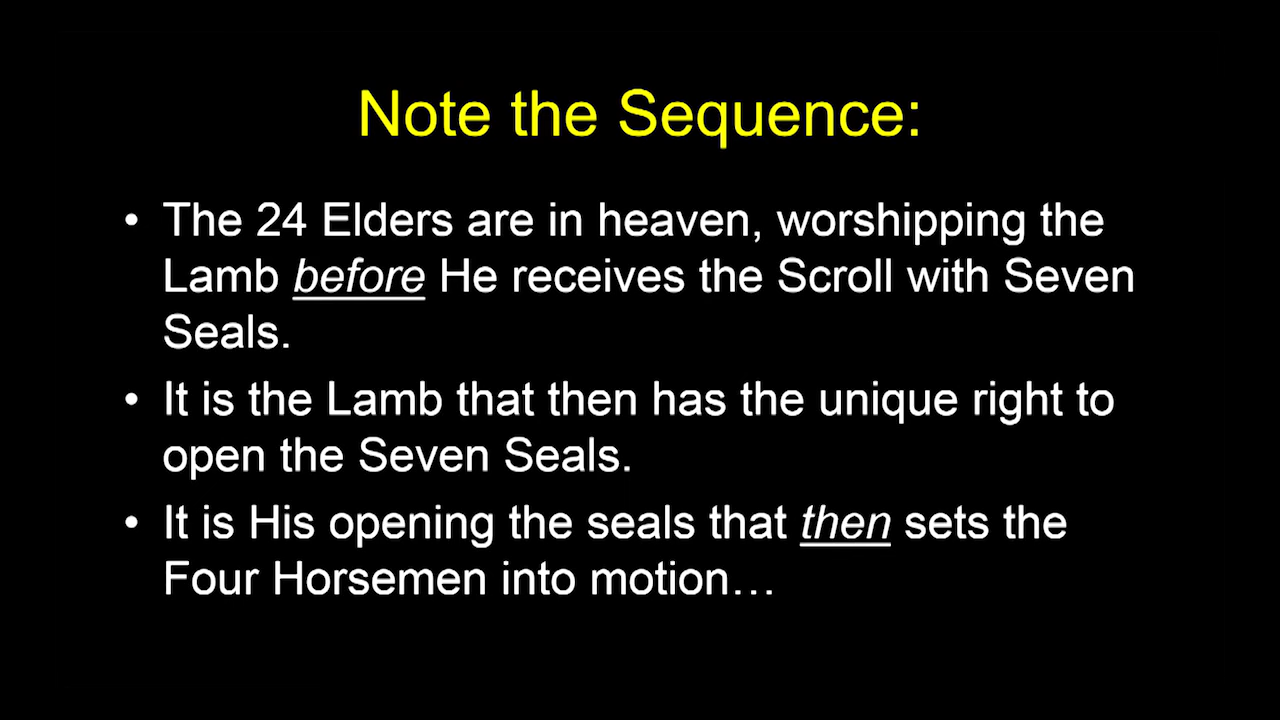 Note the Sequence:
• The 24 Elders are in heaven, worshipping the
Lamb before He receives the Scroll with Seven
Seals.
• It is the Lamb that then has the unique right to
open the Seven Seals.
• It is His opening the seals that then sets the
Four Horsemen into motion…